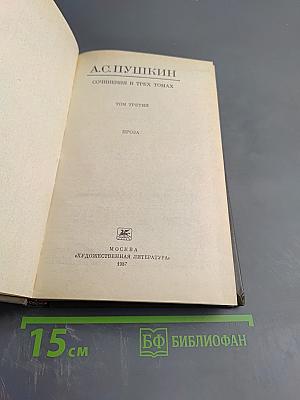 А.С.ПУШКИН
СОЧИНЕНИЯ В ТРЕХ ТОМАХ
ТОМ ТРЕТИЙ
ПРОЗА
МОСКВА
«ХУДОЖЕСТВЕННАЯ ЛИТЕРАТУРА»
1987
15см
БФ БИБЛИОФАН